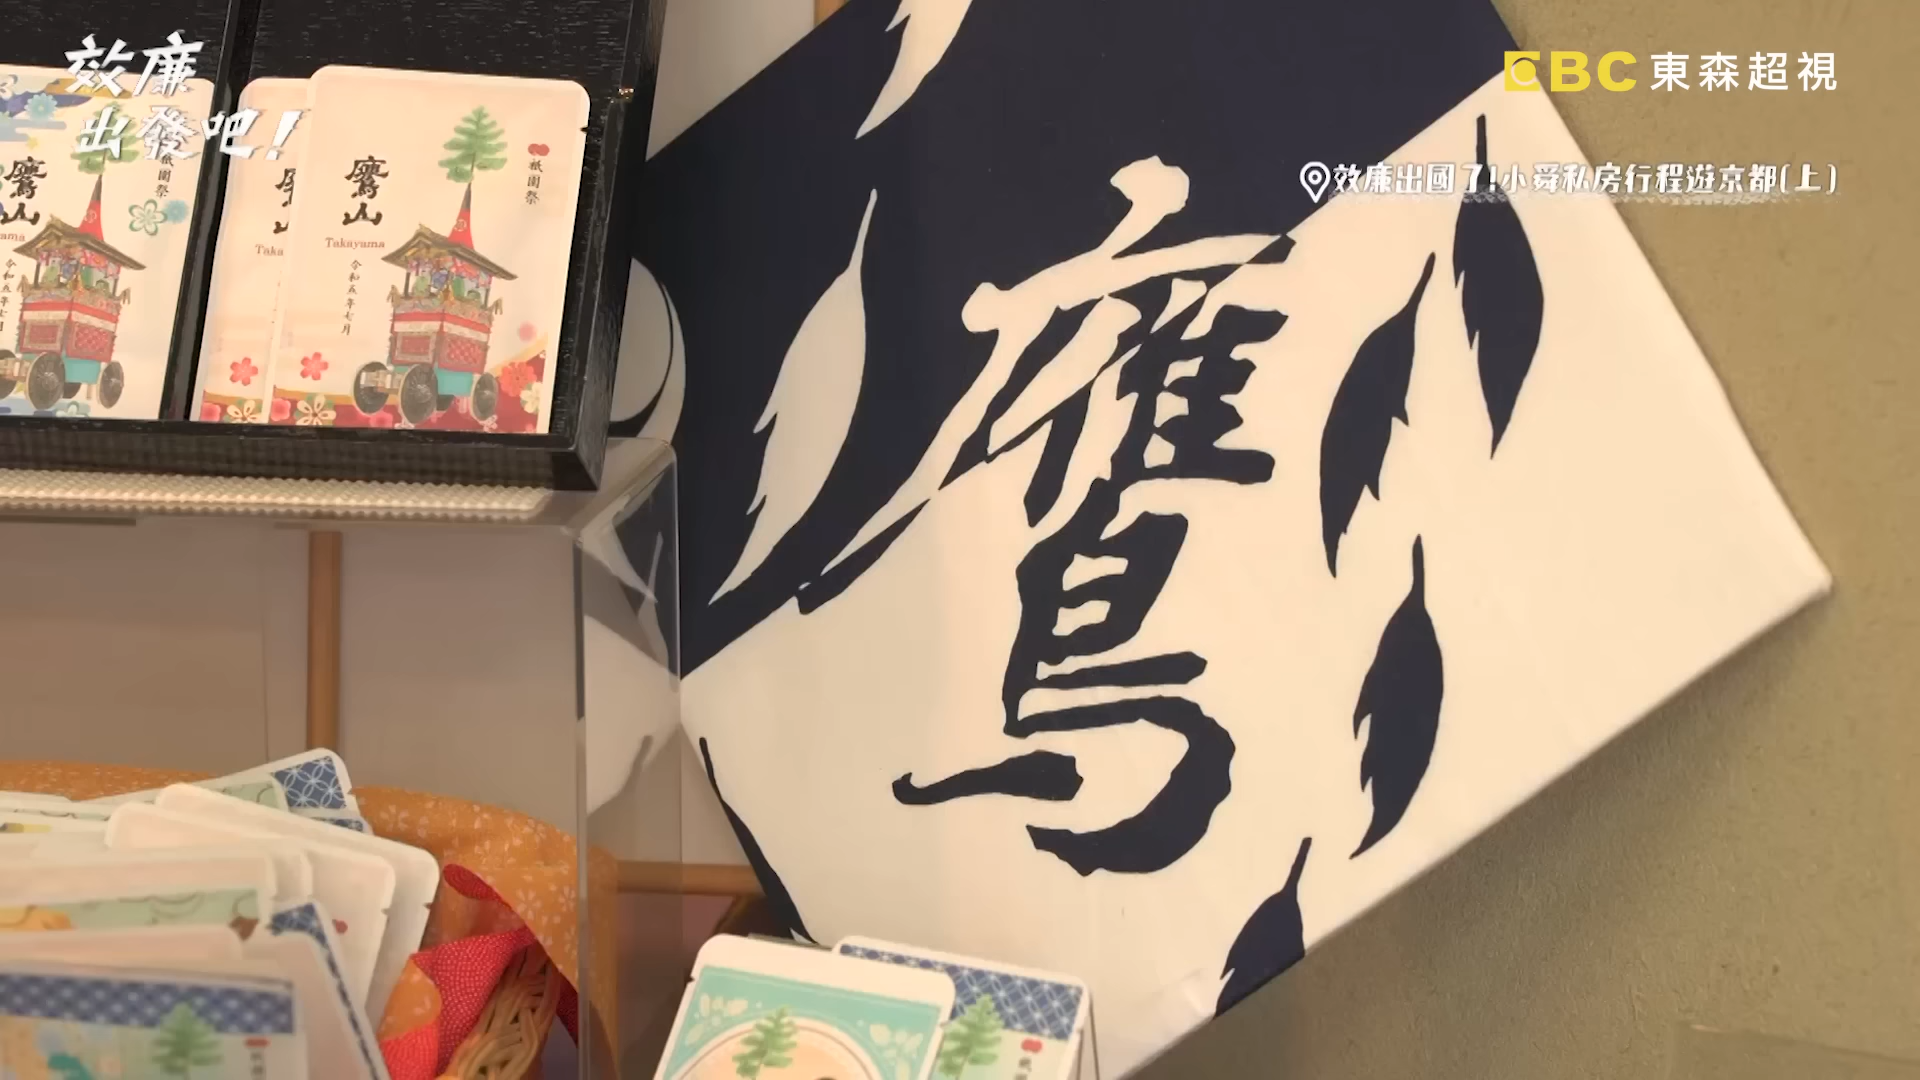 效廉
出發吧!
EBC 東森超視
效廉出國了!小舜私房行程遊京都(上)
鷹山
祇園祭
鷹山
Takayama
令和五年七月
祇園祭
Taka
鷹